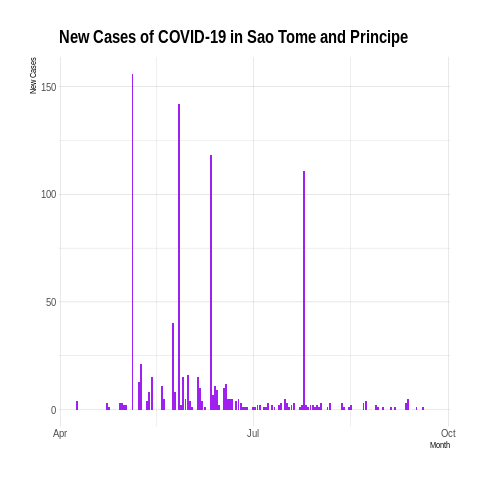 New Cases of COVID-19 in Sao Tome and Principe
New Cases
150
100
50
0
Apr
Jul
Oct
Month